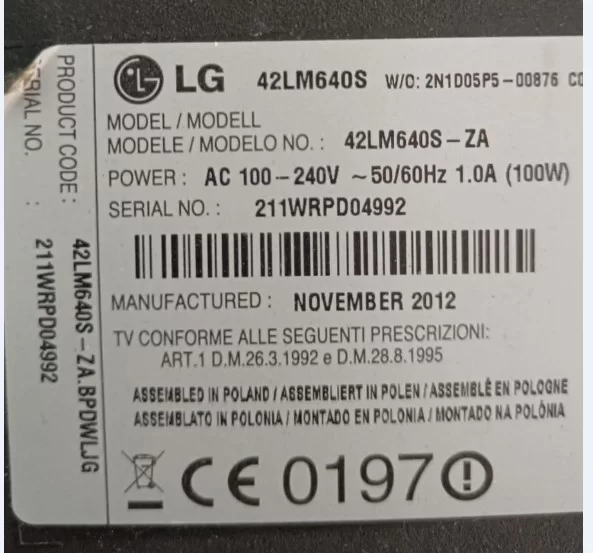 LG 42LM640S W/O: 2N1D05P5-00876
MODEL / MODELL
MODELE / MODELO NO. : 42LM640S-ZA
POWER : AC 100-240V ~50/60Hz 1.0A (100W)
SERIAL NO. : 211WRPD04992
MANUFACTURED : NOVEMBER 2012
TV CONFORME ALLE SEGUENTI PRESCRIZIONI:
ART.1 D.M.26.3.1992 e D.M.28.8.1995
ASSEMBLED IN POLAND / ASSEMBLIERT IN POLEN / ASSEMBLÉ EN POLOGNE
ASSEMBLATO IN POLONIA / MONTADO EN POLONIA / MONTADO NA POLÓNIA
CE 0197
PRODUCT CODE : 42LM640S-ZA.BPDWLJG
NO. : 211WRPD04992